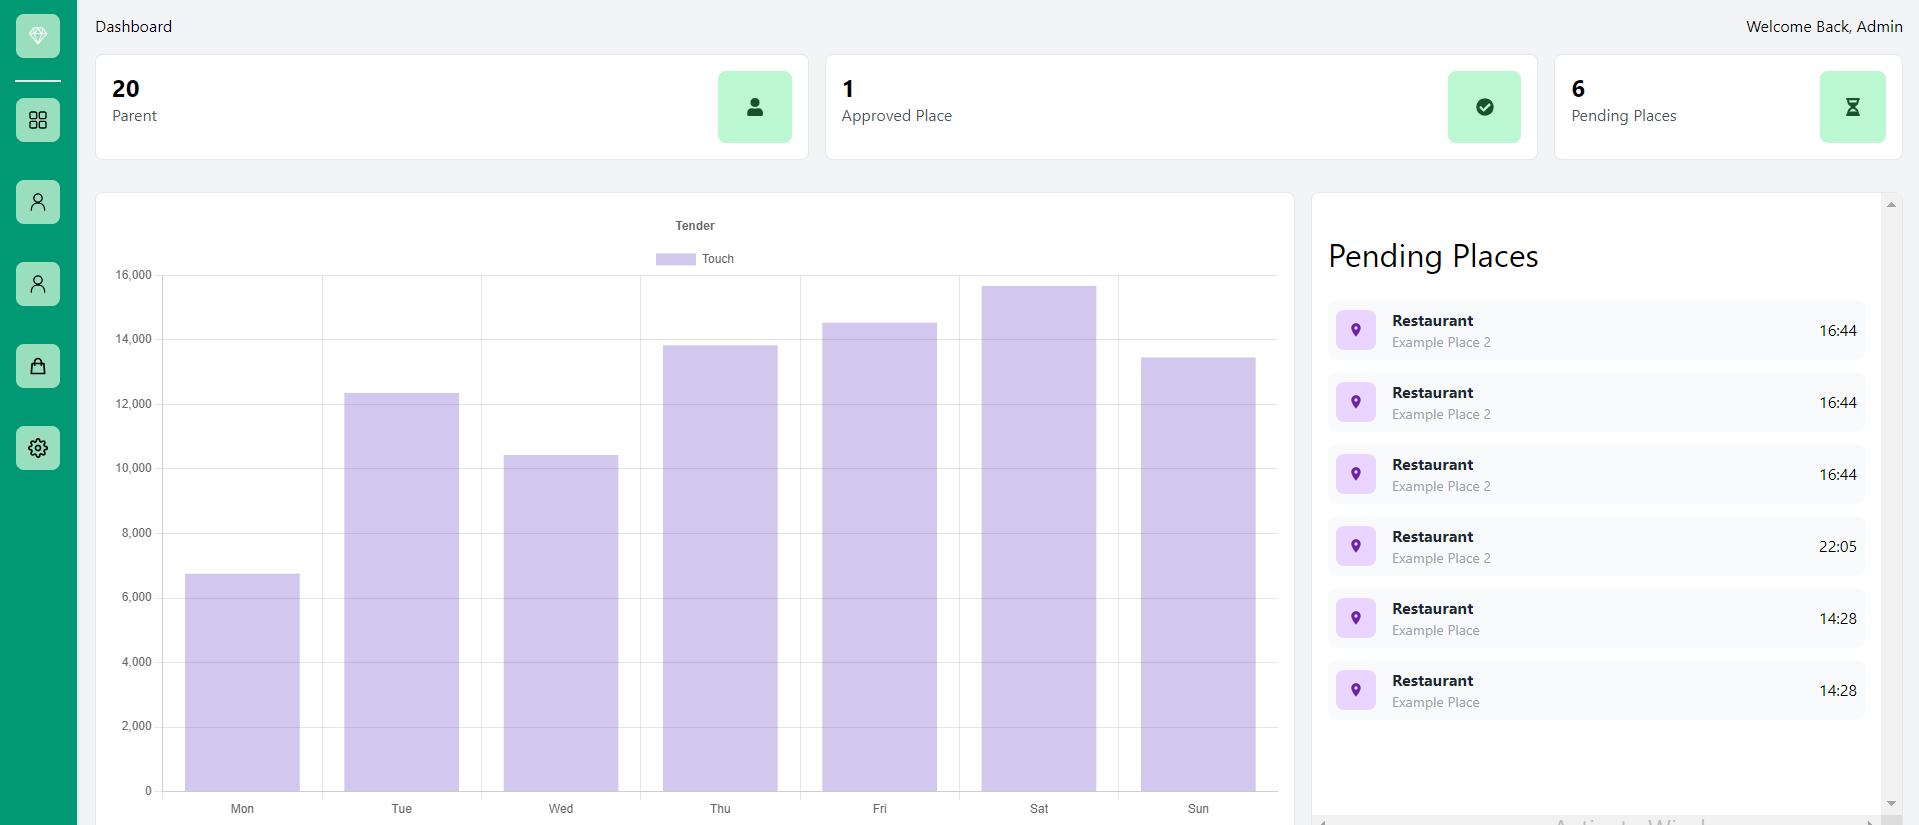 Dashboard
Welcome Back, Admin
20
Parent
1
Approved Place
6
Pending Places
Tender
Touch
16,000
14,000
12,000
10,000
8,000
6,000
4,000
2,000
0
Mon Tue Wed Thu Fri Sat Sun
Pending Places
Restaurant
Example Place 2
16:44
Restaurant
Example Place 2
16:44
Restaurant
Example Place 2
16:44
Restaurant
Example Place 2
22:05
Restaurant
Example Place
14:28
Restaurant
Example Place
14:28